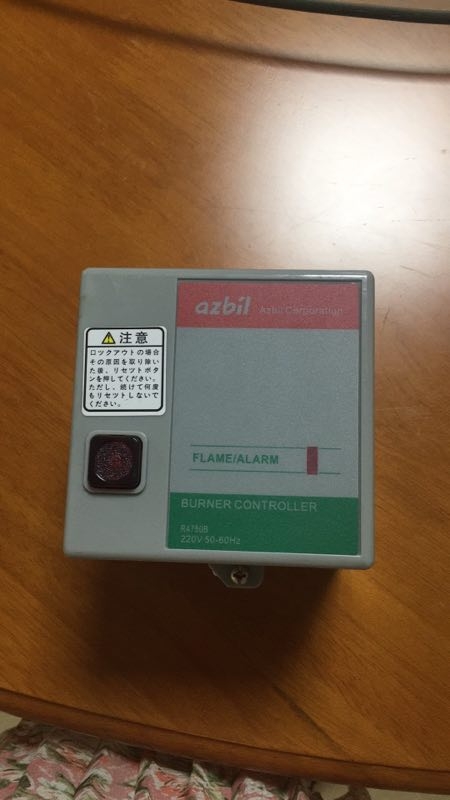 azbil Azbil Corporation
注意
ロックアウトの場合
その原因を取り除い
た後、リセットボタ
ンを押してください。
ただし、続けて何度
もリセットしないで
ください。
FLAME/ALARM
BURNER CONTROLLER
R4750B
220V 50-60Hz